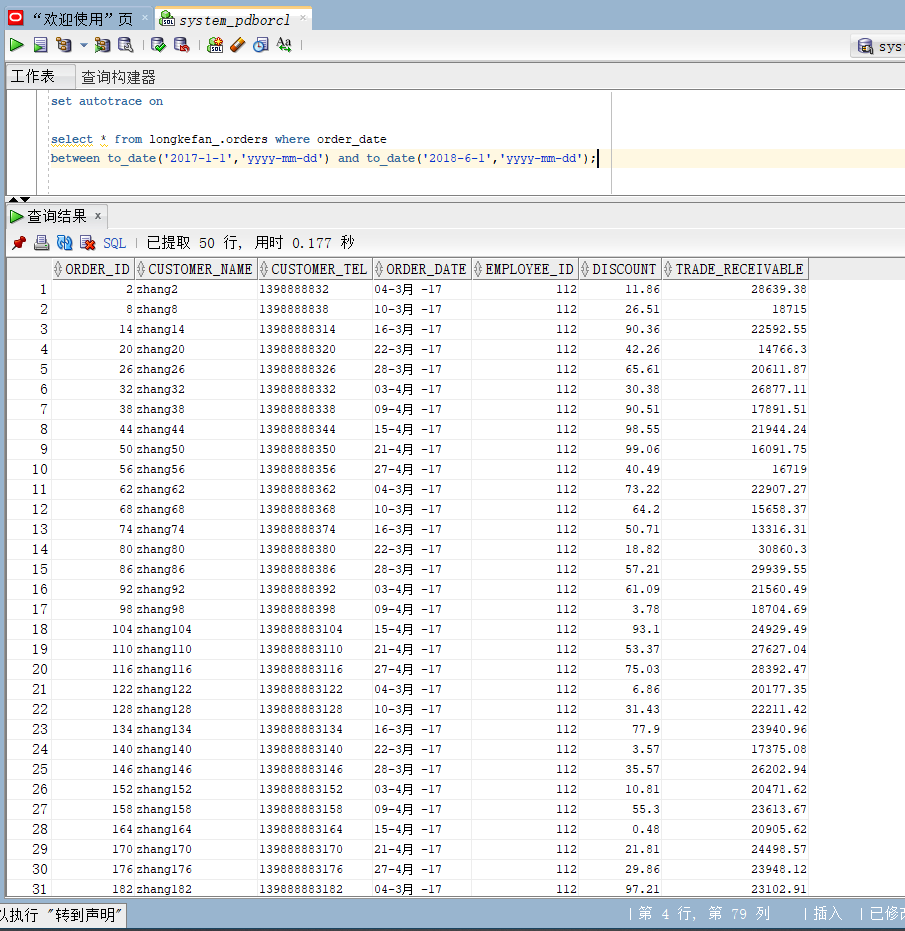 “欢迎使用”页
system_pdborcl
sys
工作表 查询构建器
set autotrace on
select * from longkefan_.orders where order_date
between to_date('2017-1-1','yyyy-mm-dd') and to_date('2018-6-1','yyyy-mm-dd');
查询结果
SQL | 已提取 50 行, 用时 0.177 秒
ORDER_ID CUSTOMER_NAME CUSTOMER_TEL ORDER_DATE EMPLOYEE_ID DISCOUNT TRADE_RECEIVABLE
1 2 zhang2 1398888832 04-3月 -17 112 11.86 28639.38
2 8 zhang8 1398888838 10-3月 -17 112 26.51 18715
3 14 zhang14 13988888314 16-3月 -17 112 90.36 22592.55
4 20 zhang20 13988888320 22-3月 -17 112 42.26 14766.3
5 26 zhang26 13988888326 28-3月 -17 112 65.61 20611.87
6 32 zhang32 13988888332 03-4月 -17 112 30.38 26877.11
7 38 zhang38 13988888338 09-4月 -17 112 90.51 17891.51
8 44 zhang44 13988888344 15-4月 -17 112 98.55 21944.24
9 50 zhang50 13988888350 21-4月 -17 112 99.06 16091.75
10 56 zhang56 13988888356 27-4月 -17 112 40.49 16719
11 62 zhang62 13988888362 04-3月 -17 112 73.22 22907.27
12 68 zhang68 13988888368 10-3月 -17 112 64.2 15658.37
13 74 zhang74 13988888374 16-3月 -17 112 50.71 13316.31
14 80 zhang80 13988888380 22-3月 -17 112 18.82 30860.3
15 86 zhang86 13988888386 28-3月 -17 112 57.21 29939.55
16 92 zhang92 13988888392 03-4月 -17 112 61.09 21560.49
17 98 zhang98 13988888398 09-4月 -17 112 3.78 18704.69
18 104 zhang104 139888883104 15-4月 -17 112 93.1 24929.49
19 110 zhang110 139888883110 21-4月 -17 112 53.37 27627.04
20 116 zhang116 139888883116 27-4月 -17 112 75.03 28392.47
21 122 zhang122 139888883122 04-3月 -17 112 6.86 20177.35
22 128 zhang128 139888883128 10-3月 -17 112 31.43 22211.42
23 134 zhang134 139888883134 16-3月 -17 112 77.9 23940.96
24 140 zhang140 139888883140 22-3月 -17 112 3.57 17375.08
25 146 zhang146 139888883146 28-3月 -17 112 35.57 26202.94
26 152 zhang152 139888883152 03-4月 -17 112 10.81 20471.62
27 158 zhang158 139888883158 09-4月 -17 112 55.3 23613.67
28 164 zhang164 139888883164 15-4月 -17 112 0.48 20905.62
29 170 zhang170 139888883170 21-4月 -17 112 21.81 24498.57
30 176 zhang176 139888883176 27-4月 -17 112 29.86 23948.12
31 182 zhang182 139888883182 04-3月 -17 112 97.21 23102.91
以执行 "转到声明" | 第 4 行, 第 79 列 | 插入 | 已修改